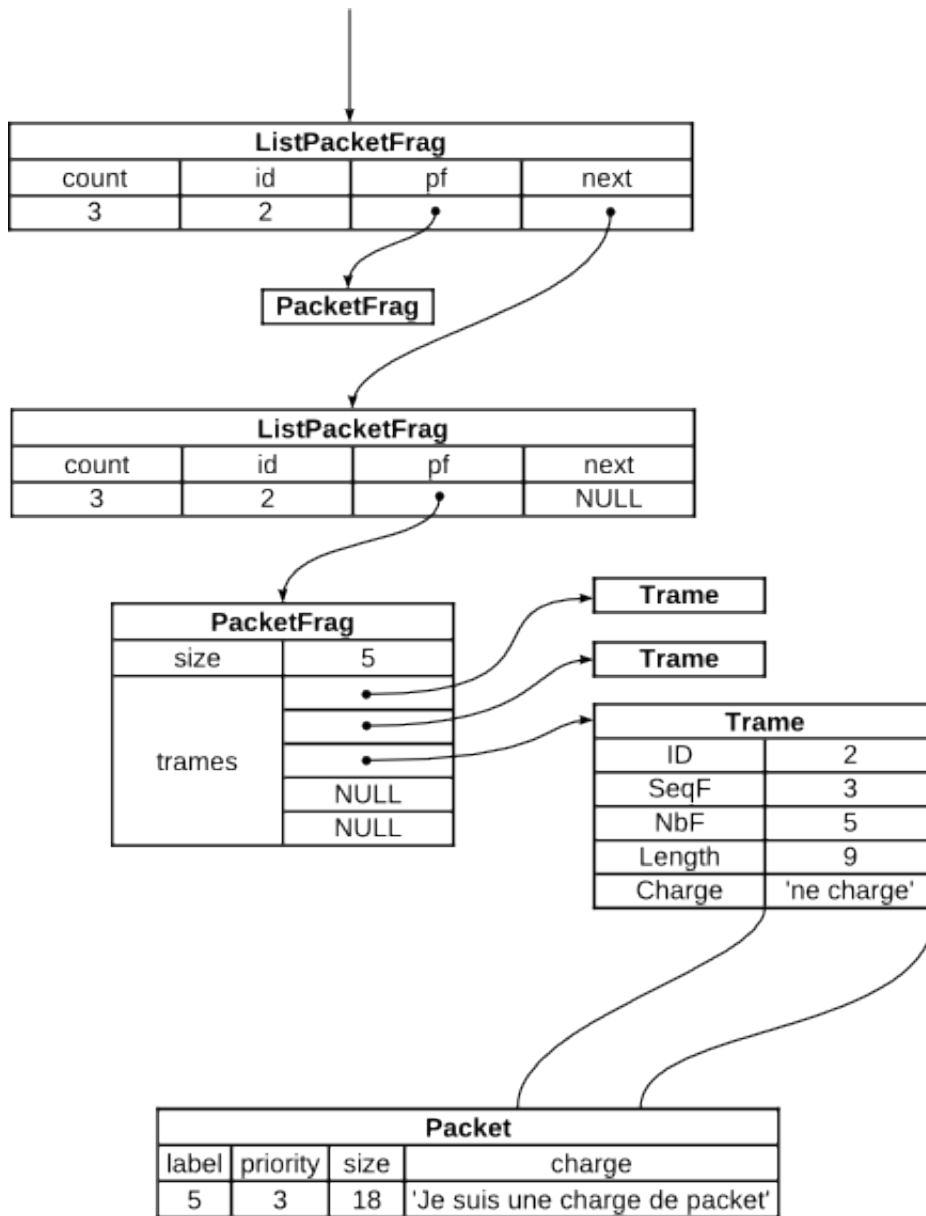 ListPacketFrag
count id pf next
3 2
PacketFrag
ListPacketFrag
count id pf next
3 2 NULL
PacketFrag
size 5
trames
NULL
NULL
Trame
Trame
Trame
ID 2
SeqF 3
NbF 5
Length 9
Charge 'ne charge'
Packet
label priority size charge
5 3 18 'Je suis une charge de packet'